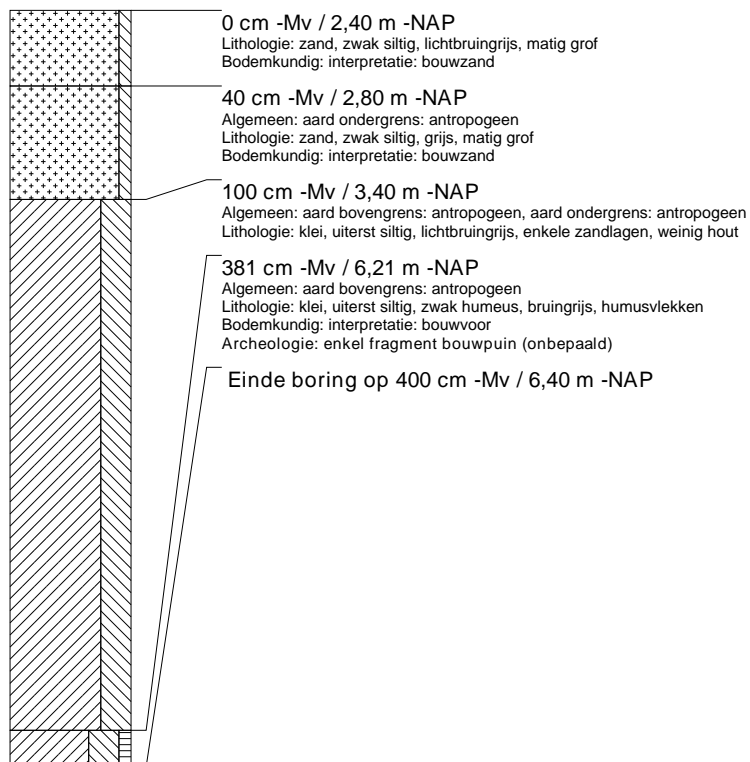 0 cm -Mv / 2,40 m -NAP
Lithologie: zand, zwak siltig, lichtbruingrijs, matig grof
Bodemkundig: interpretatie: bouwzand
40 cm -Mv / 2,80 m -NAP
Algemeen: aard ondergrens: antropogeen
Lithologie: zand, zwak siltig, grijs, matig grof
Bodemkundig: interpretatie: bouwzand
100 cm -Mv / 3,40 m -NAP
Algemeen: aard bovengrens: antropogeen, aard ondergrens: antropogeen
Lithologie: klei, uiterst siltig, lichtbruingrijs, enkele zandlagen, weinig hout
381 cm -Mv / 6,21 m -NAP
Algemeen: aard bovengrens: antropogeen
Lithologie: klei, uiterst siltig, zwak humeus, bruingrijs, humusvlekken
Bodemkundig: interpretatie: bouwvoor
Archeologie: enkel fragment bouwpuin (onbepaald)
Einde boring op 400 cm -Mv / 6,40 m -NAP